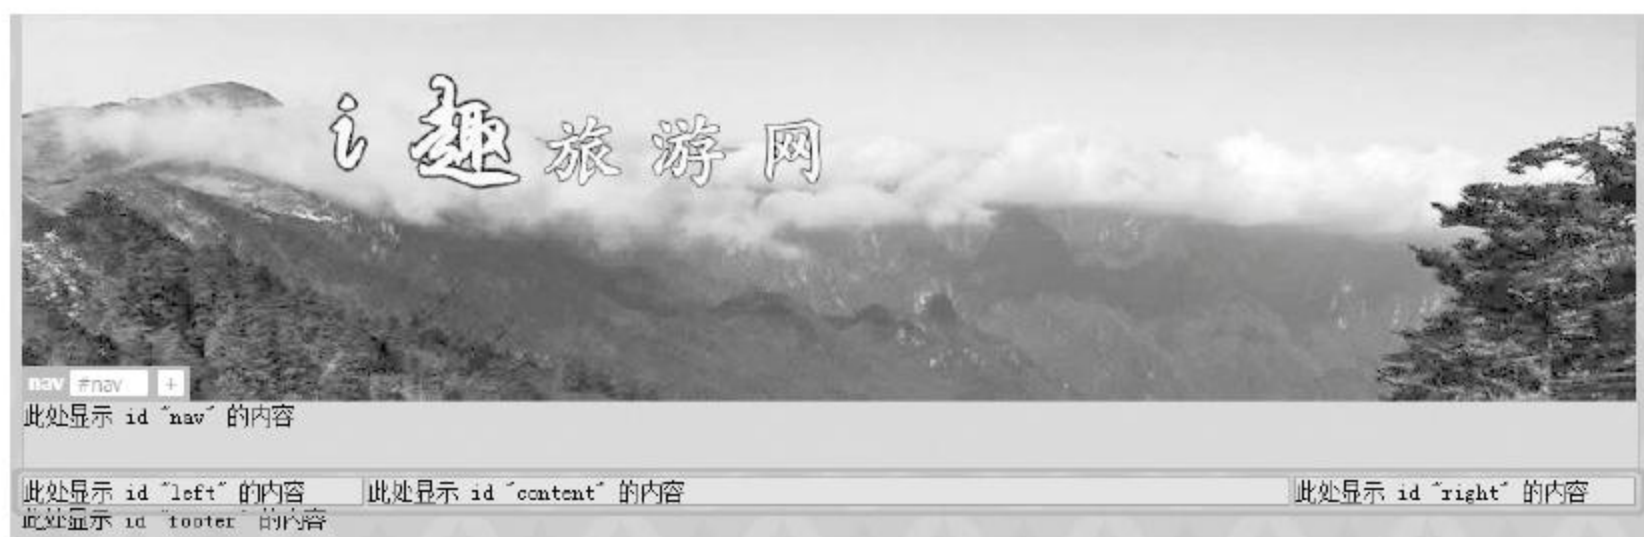 讠趣旅游网
nav #nav +
此处显示 id "nav" 的内容
此处显示 id "left" 的内容 此处显示 id "content" 的内容 此处显示 id "right" 的内容
此处显示 id "footer" 的内容